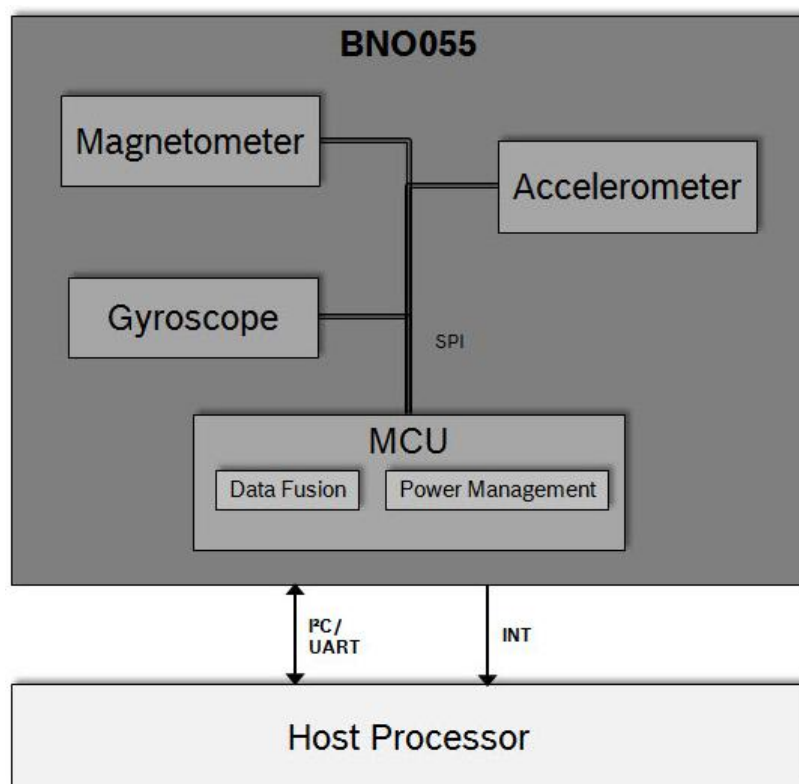 BNO055
Magnetometer
Accelerometer
Gyroscope
SPI
MCU
Data Fusion
Power Management
I²C/
UART
INT
Host Processor